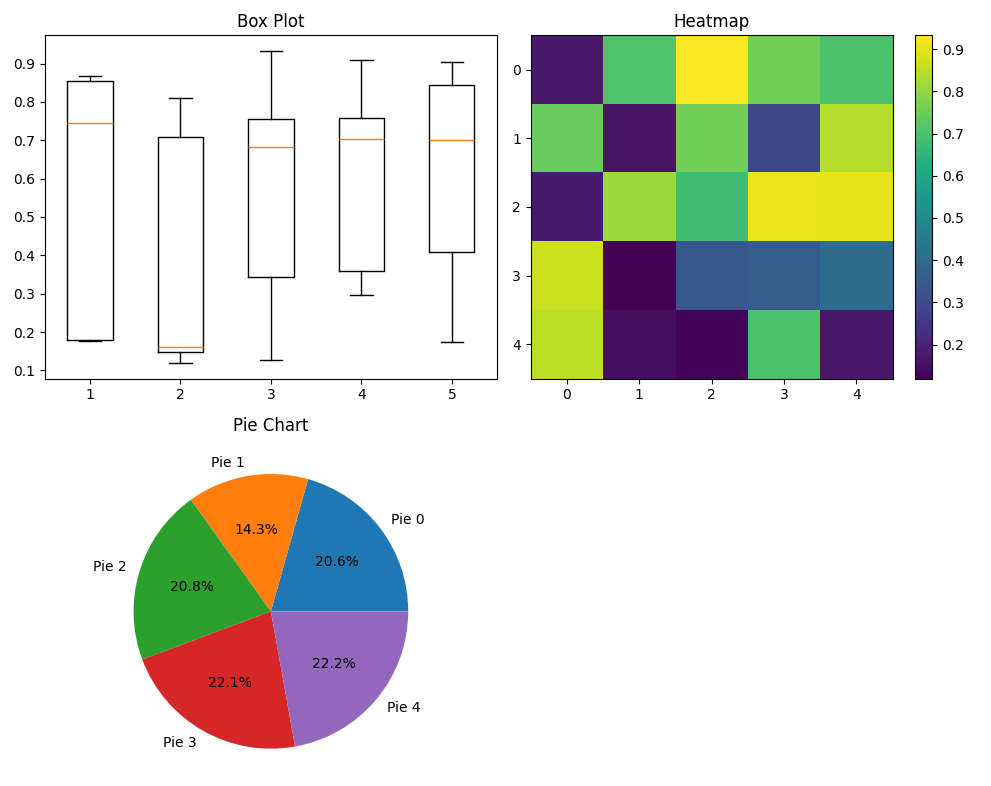 Box Plot
0.9
0.8
0.7
0.6
0.5
0.4
0.3
0.2
0.1
1 2 3 4 5
Heatmap
0
1
2
3
4
0 1 2 3 4
0.9
0.8
0.7
0.6
0.5
0.4
0.3
0.2
Pie Chart
Pie 1
Pie 0
14.3%
20.6%
Pie 2
20.8%
22.2%
22.1%
Pie 4
Pie 3